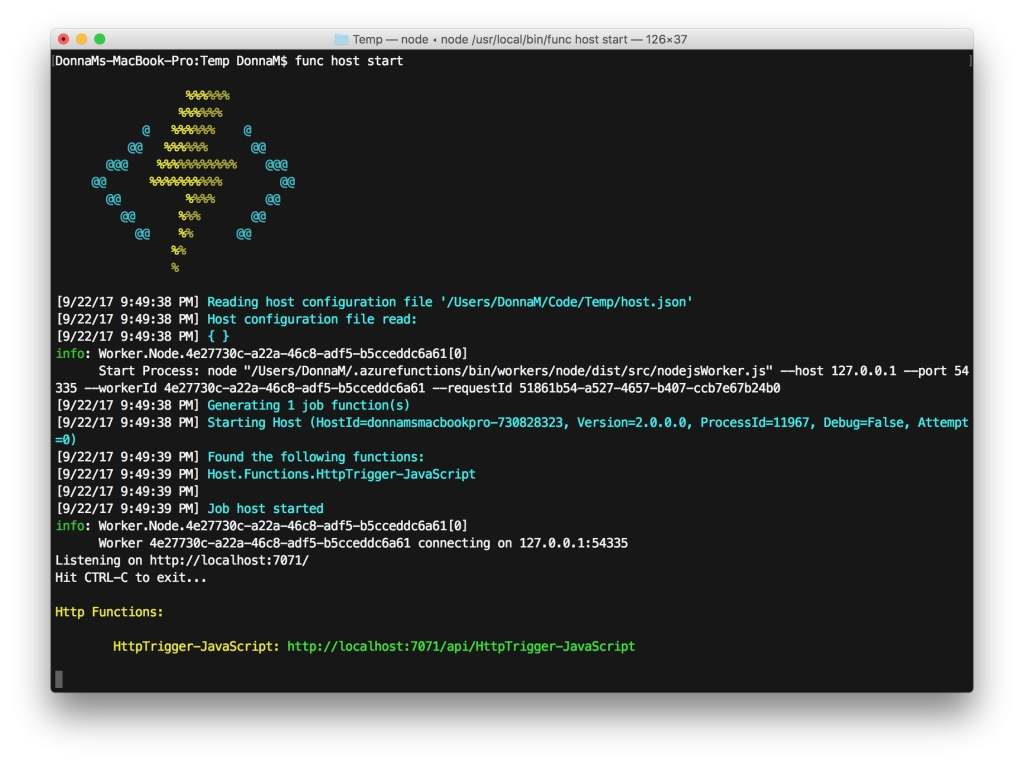 Temp — node ◂ node /usr/local/bin/func host start — 126×37
[DonnaMs-MacBook-Pro:Temp DonnaM$ func host start ]
%%%%%%
%%%%%%
@ %%%%%% @
@@ %%%%%% @@
@@@ %%%%%%%%%%% @@@
@@ %%%%%%%%%% @@
@@ %%%% @@
@@ %%% @@
@@ %% @@
%%
%
[9/22/17 9:49:38 PM] Reading host configuration file '/Users/DonnaM/Code/Temp/host.json'
[9/22/17 9:49:38 PM] Host configuration file read:
[9/22/17 9:49:38 PM] { }
info: Worker.Node.4e27730c-a22a-46c8-adf5-b5cceddc6a61[0]
Start Process: node "/Users/DonnaM/.azurefunctions/bin/workers/node/dist/src/nodejsWorker.js" --host 127.0.0.1 --port 54
335 --workerId 4e27730c-a22a-46c8-adf5-b5cceddc6a61 --requestId 51861b54-a527-4657-b407-ccb7e67b24b0
[9/22/17 9:49:38 PM] Generating 1 job function(s)
[9/22/17 9:49:38 PM] Starting Host (HostId=donnamsmacbookpro-730828323, Version=2.0.0.0, ProcessId=11967, Debug=False, Attempt
=0)
[9/22/17 9:49:39 PM] Found the following functions:
[9/22/17 9:49:39 PM] Host.Functions.HttpTrigger-JavaScript
[9/22/17 9:49:39 PM]
[9/22/17 9:49:39 PM] Job host started
info: Worker.Node.4e27730c-a22a-46c8-adf5-b5cceddc6a61[0]
Worker 4e27730c-a22a-46c8-adf5-b5cceddc6a61 connecting on 127.0.0.1:54335
Listening on http://localhost:7071/
Hit CTRL-C to exit...
Http Functions:
HttpTrigger-JavaScript: http://localhost:7071/api/HttpTrigger-JavaScript